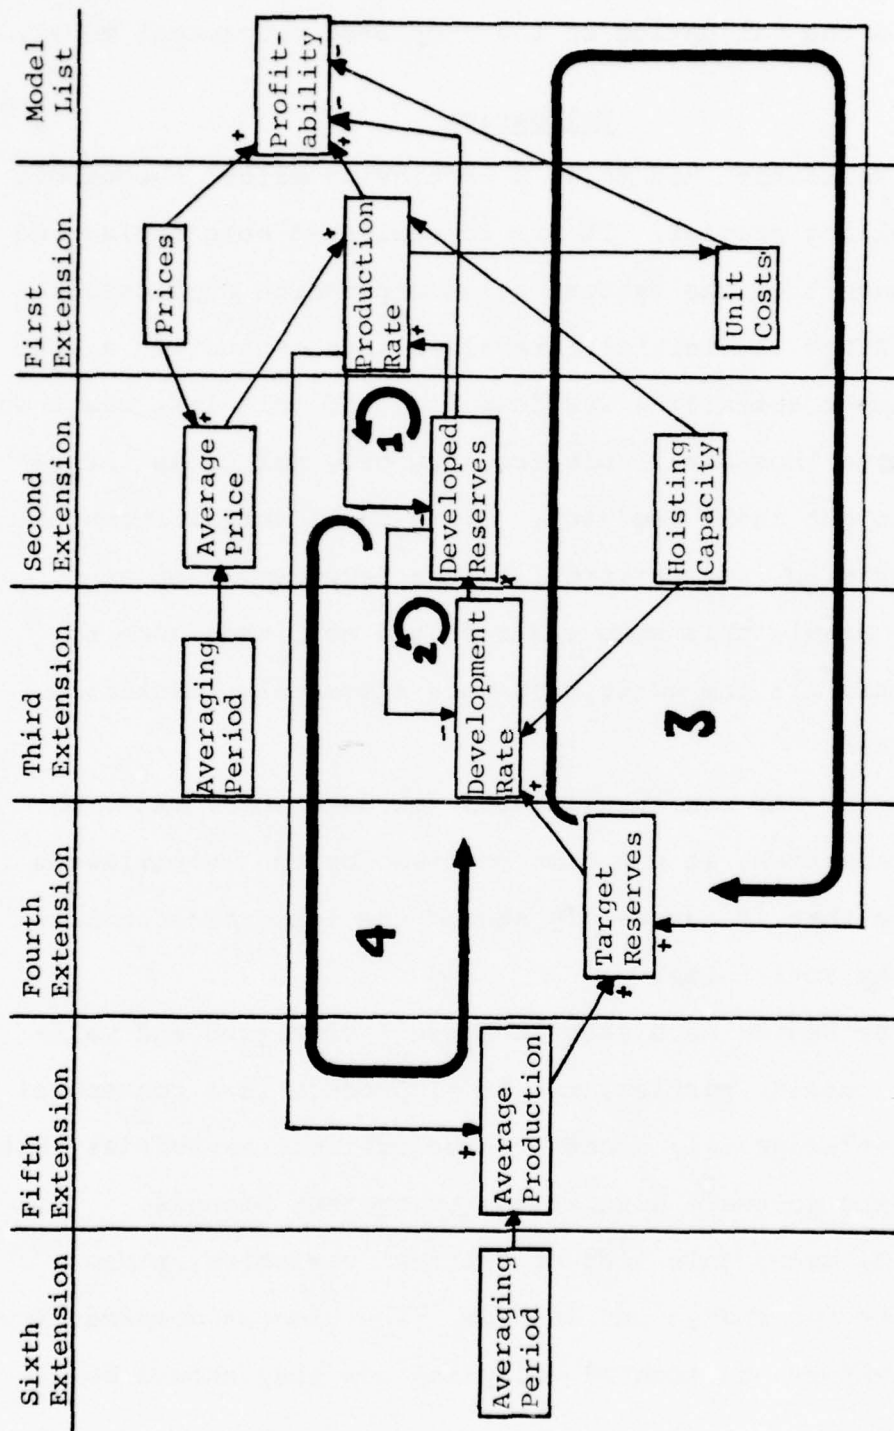 Sixth
Extension
Fifth
Extension
Fourth
Extension
Third
Extension
Second
Extension
First
Extension
Model
List
Averaging
Period
Average
Price
+
Prices
+
Profit-
ability
+
-
-
Production
Rate
+
+
Unit
Costs
Developed
Reserves
-
+
1
2
Development
Rate
-
+
Hoisting
Capacity
3
4
Target
Reserves
+
+
Average
Production
+
Averaging
Period